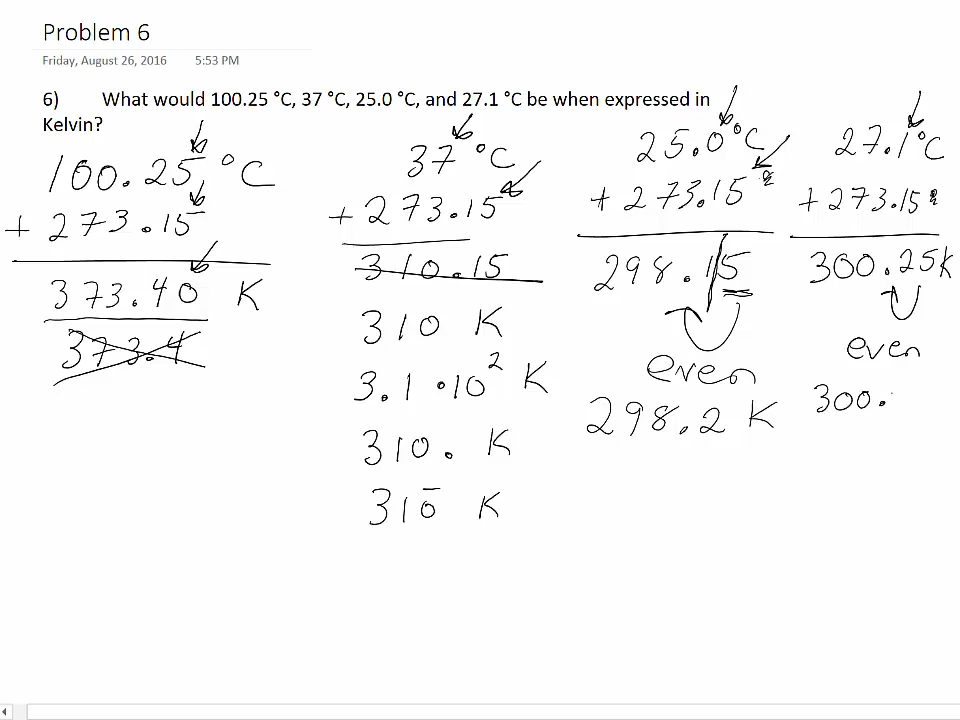 Problem 6
Friday, August 26, 2016 5:53 PM
6) What would 100.25 °C, 37 °C, 25.0 °C, and 27.1 °C be when expressed in
Kelvin?
100.25 °C
+ 273.15
373.40 K
373.4
37 °C
+ 273.15
310.15
310 K
3.1 · 10² K
310. K
310̅ K
25.0 °C
+ 273.15
298.15
even
298.2 K
27.1 °C
+ 273.15
300.25 K
even
300.